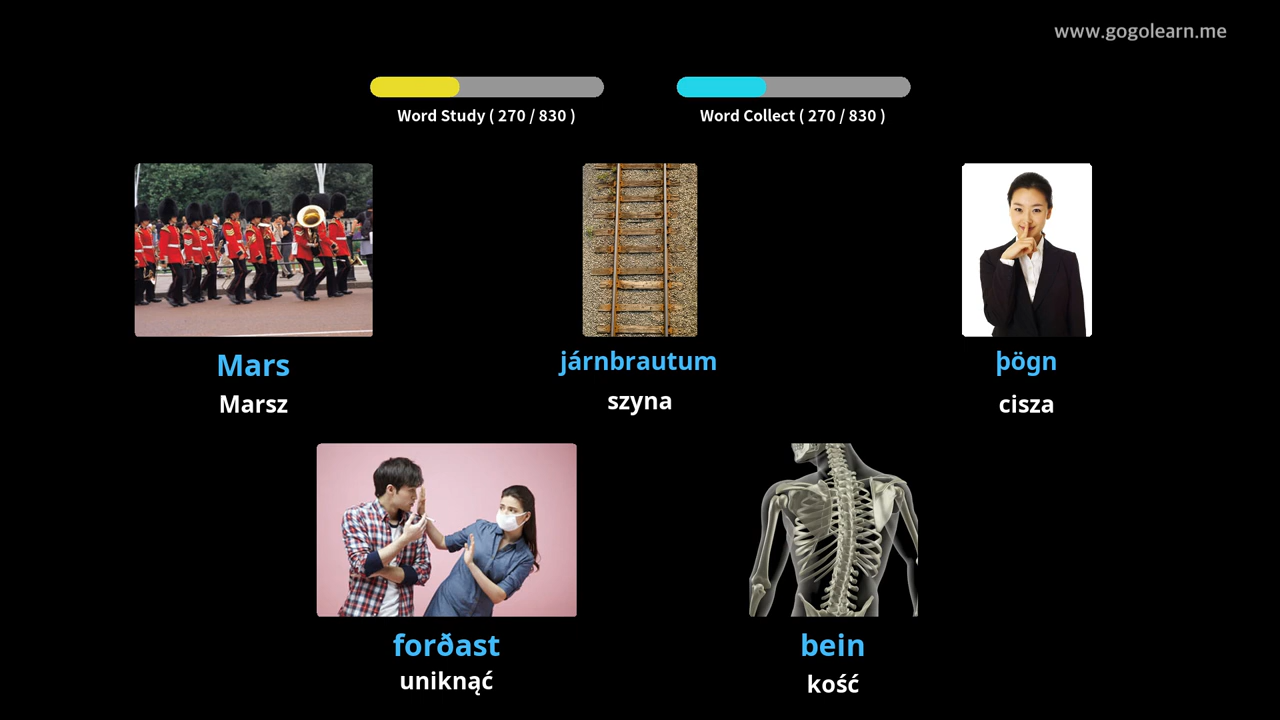 www.gogolearn.me
Word Study ( 270 / 830 )
Word Collect ( 270 / 830 )
Mars
Marsz
járnbrautum
szyna
þögn
cisza
forðast
uniknąć
bein
kość